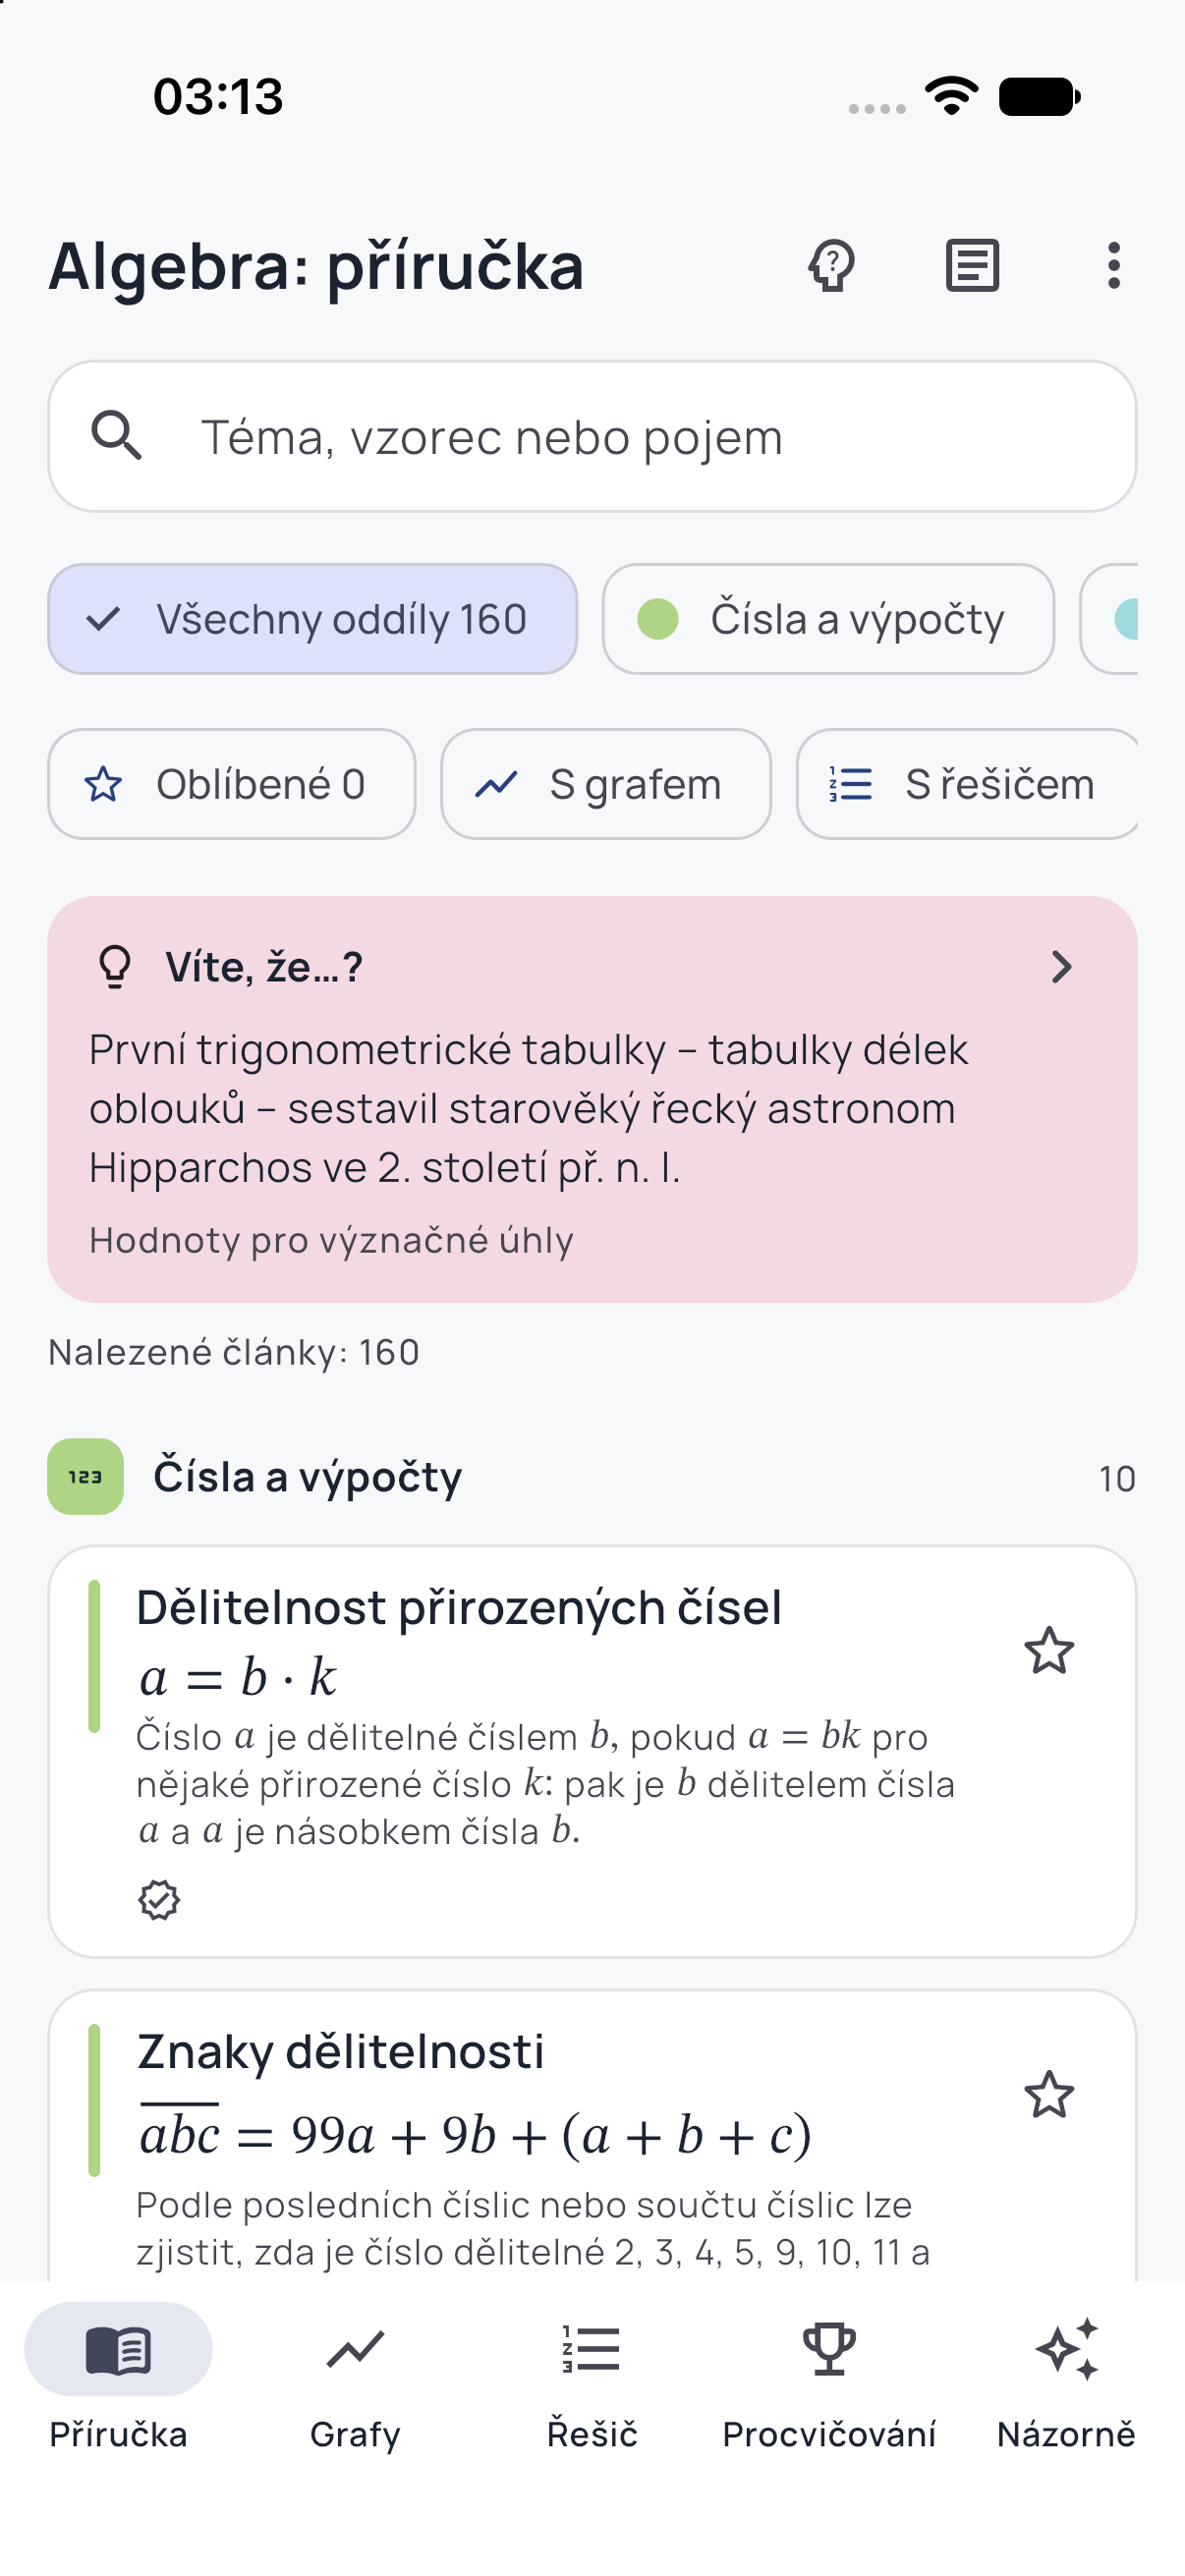 03:13
Algebra: příručka
Téma, vzorec nebo pojem
Všechny oddíly 160
Čísla a výpočty
Oblíbené 0
S grafem
S řešičem
Víte, že...?
První trigonometrické tabulky – tabulky délek
oblouků – sestavil starověký řecký astronom
Hipparchos ve 2. století př. n. l.
Hodnoty pro význačné úhly
Nalezené články: 160
123 Čísla a výpočty 10
Dělitelnost přirozených čísel
a = b · k
Číslo a je dělitelné číslem b, pokud a = bk pro
nějaké přirozené číslo k: pak je b dělitelem čísla
a a a je násobkem čísla b.
Znaky dělitelnosti
a̅b̅c̅ = 99a + 9b + (a + b + c)
Podle posledních číslic nebo součtu číslic lze
zjistit, zda je číslo dělitelné 2, 3, 4, 5, 9, 10, 11 a
Příručka
Grafy
Řešič
Procvičování
Názorně